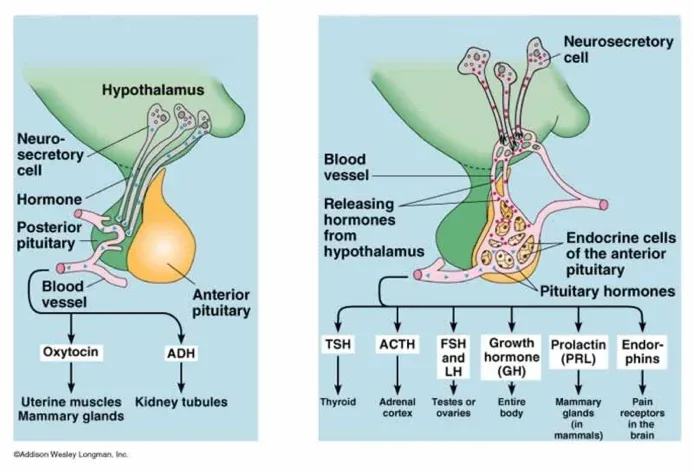 Hypothalamus
Neuro-
secretory
cell
Hormone
Posterior
pituitary
Blood
vessel
Anterior
pituitary
Oxytocin
ADH
Uterine muscles
Mammary glands
Kidney tubules
Neurosecretory
cell
Blood
vessel
Releasing
hormones
from
hypothalamus
Endocrine cells
of the anterior
pituitary
Pituitary hormones
TSH
ACTH
FSH
and
LH
Growth
hormone
(GH)
Prolactin
(PRL)
Endor-
phins
Thyroid
Adrenal
cortex
Testes or
ovaries
Entire
body
Mammary
glands
(in
mammals)
Pain
receptors
in the
brain
©Addison Wesley Longman, Inc.